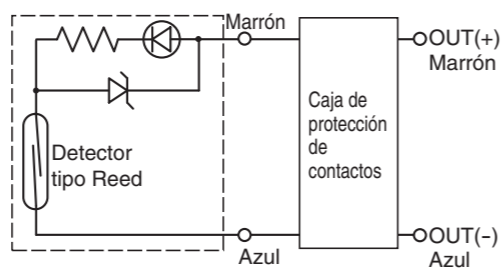 Marrón
OUT(+)
Marrón
Caja de
protección
de
contactos
Detector
tipo Reed
Azul
OUT(−)
Azul